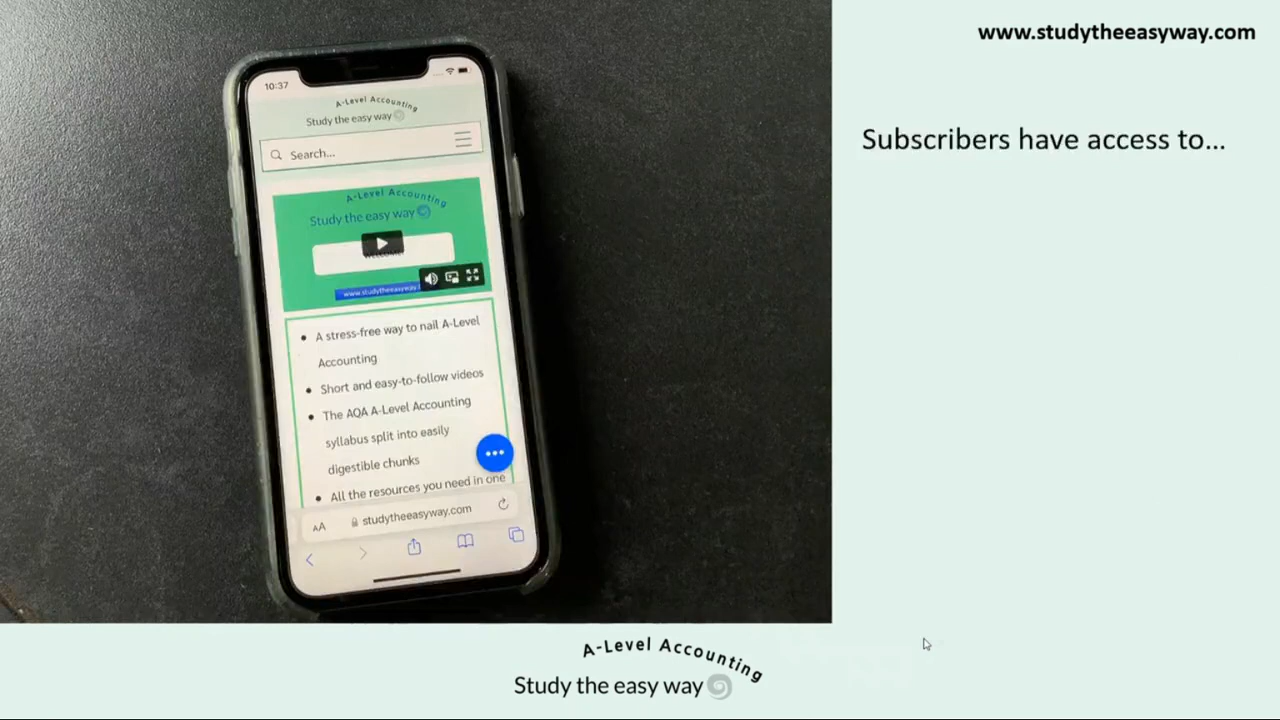 www.studytheeasyway.com
Subscribers have access to...
10:37
A-Level Accounting
Study the easy way
Search...
A-Level Accounting
Study the easy way
www.studytheeasyway.
A stress-free way to nail A-Level
Accounting
Short and easy-to-follow videos
The AQA A-Level Accounting
syllabus split into easily
digestible chunks
All the resources you need in one
AA
studytheeasyway.com
A-Level Accounting
Study the easy way